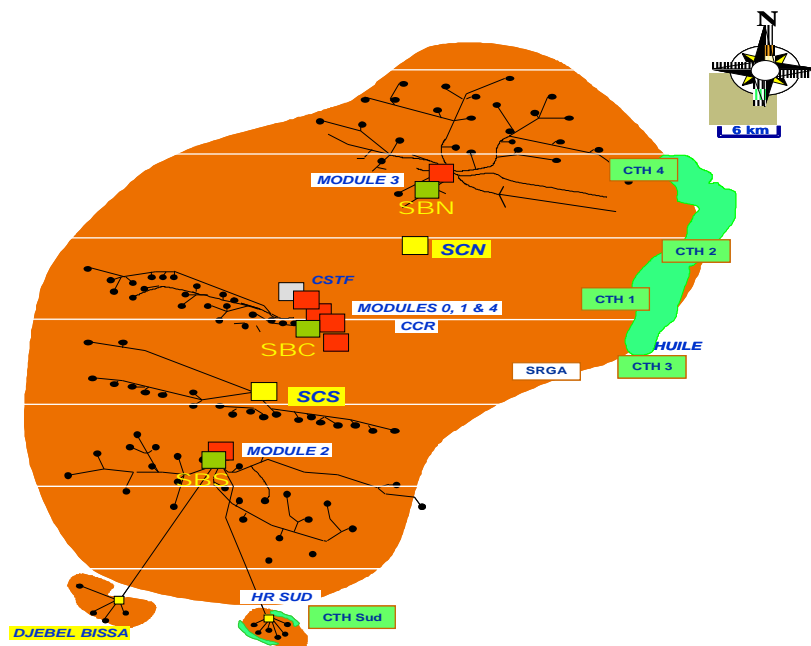 N
6 km
CTH 4
MODULE 3
SBN
SCN
CTH 2
CSTF
CTH 1
MODULES 0, 1 & 4
CCR
SBC
HUILE
SRGA
CTH 3
SCS
MODULE 2
SBS
HR SUD
CTH Sud
DJEBEL BISSA